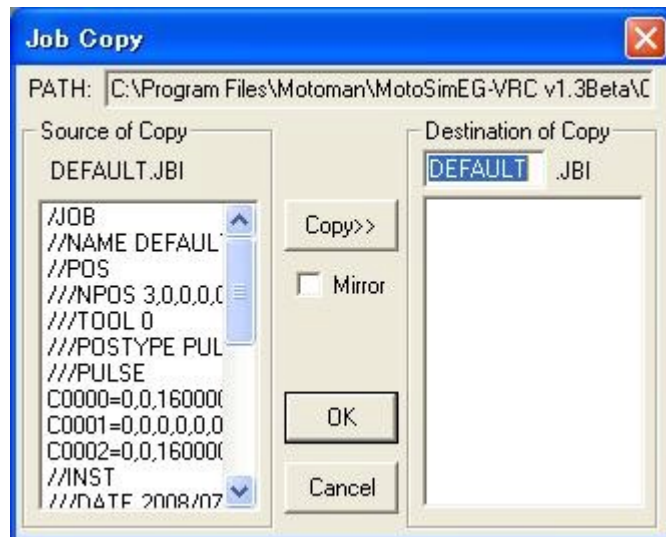 Job Copy
PATH: C:\Program Files\Motoman\MotoSimEG-VRC v1.3Beta\C
Source of Copy
DEFAULT.JBI
/JOB
//NAME DEFAUL
//POS
///NPOS 3,0,0,0,0
///TOOL 0
///POSTYPE PUL
///PULSE
C0000=0,0,160000
C0001=0,0,0,0,0,0
C0002=0,0,160000
//INST
///DATE 2008/07
Copy>>
Mirror
OK
Cancel
Destination of Copy
DEFAULT .JBI